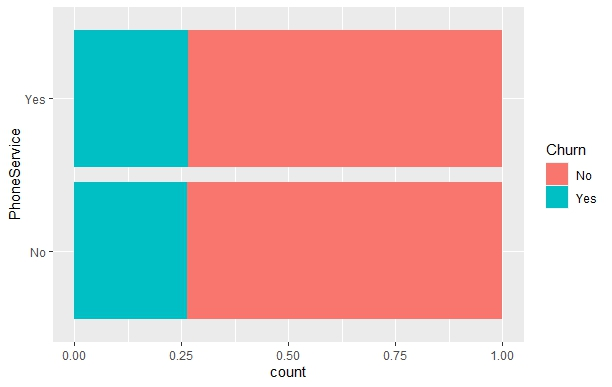 PhoneService
Yes
No
0.00 0.25 0.50 0.75 1.00
count
Churn
No
Yes